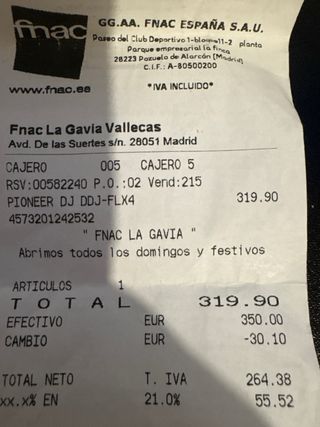 fnac
GG.AA. FNAC ESPAÑA S.A.U.
Paseo del Club Deportivo 1-bloque11-2 planta
Parque empresarial la finca
28223 Pozuelo de Alarcón (Madrid)
C.I.F.: A-80500200
www.fnac.es
*IVA INCLUIDO*
Fnac La Gavia Vallecas
Avd. De las Suertes s/n. 28051 Madrid
CAJERO 005 CAJERO 5
RSV:00582240 P.O.:02 Vend:215
PIONEER DJ DDJ-FLX4 319.90
4573201242532
" FNAC LA GAVIA "
Abrimos todos los domingos y festivos
ARTICULOS 1
TOTAL 319.90
EFECTIVO EUR 350.00
CAMBIO EUR -30.10
TOTAL NETO T. IVA 264.38
xx.x% EN 21.0% 55.52